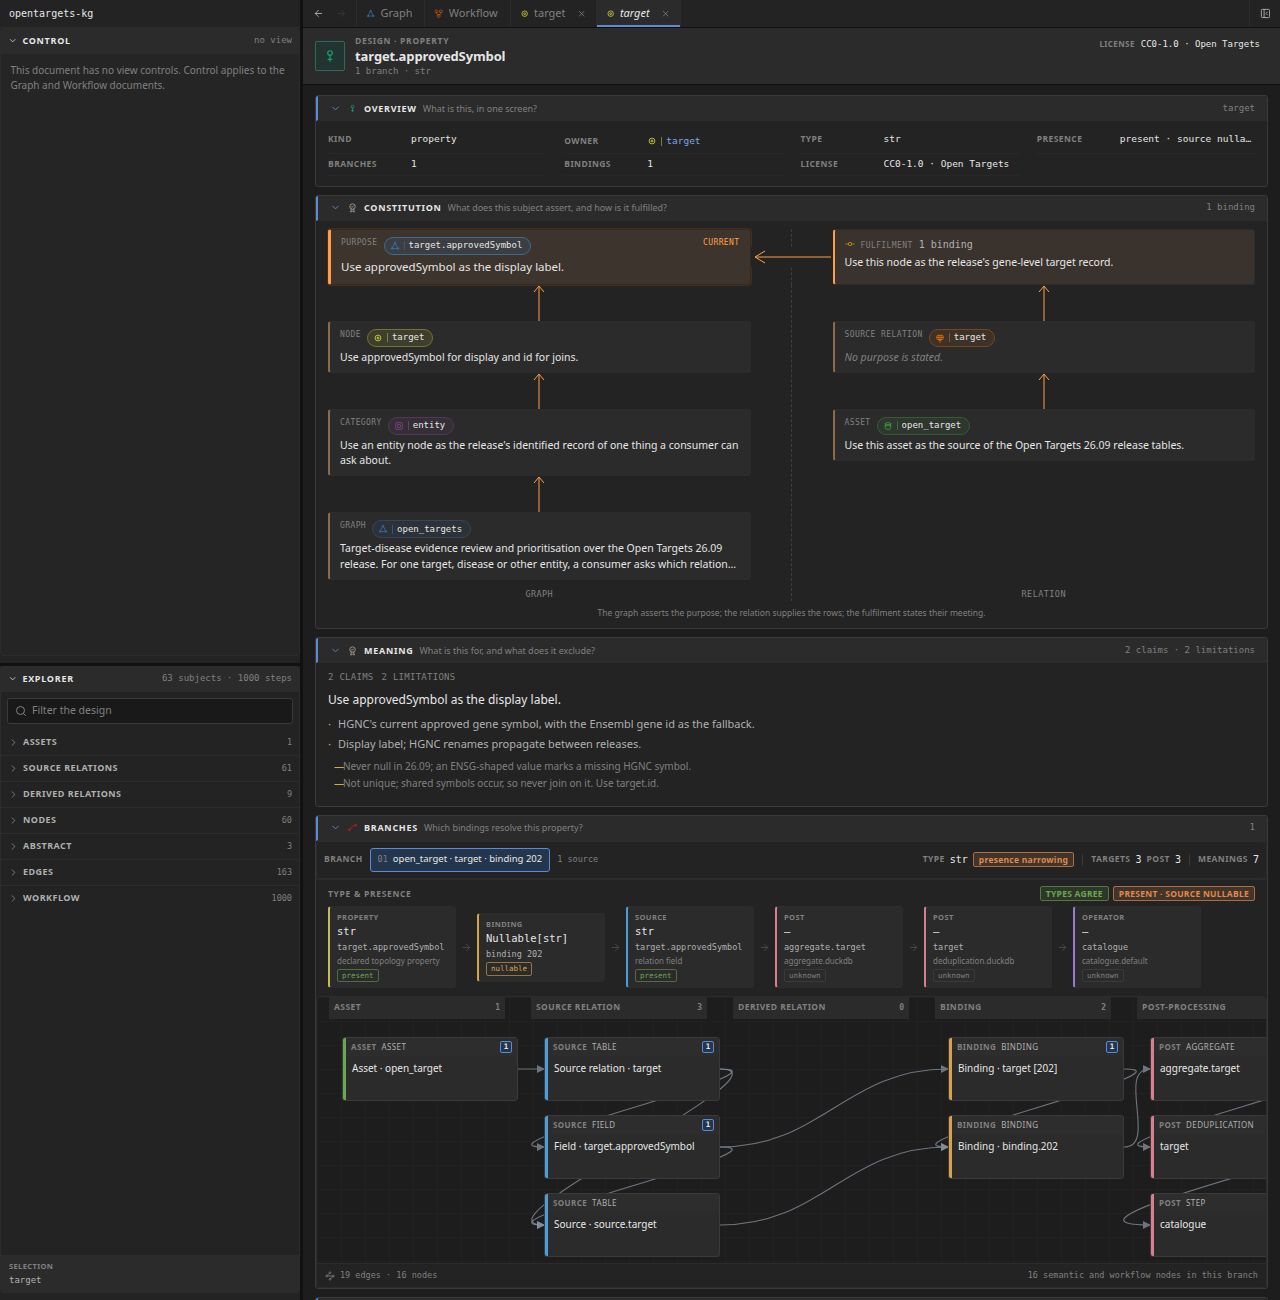 opentargets-kg
Graph
Workflow
target
target
CONTROL
no view
This document has no view controls. Control applies to the
Graph and Workflow documents.
DESIGN · PROPERTY
target.approvedSymbol
1 branch · str
LICENSE CC0-1.0 · Open Targets
OVERVIEW What is this, in one screen?
target
KIND property
OWNER target
TYPE str
PRESENCE present · source nulla…
BRANCHES 1
BINDINGS 1
LICENSE CC0-1.0 · Open Targets
CONSTITUTION What does this subject assert, and how is it fulfilled?
1 binding
PURPOSE target.approvedSymbol CURRENT
Use approvedSymbol as the display label.
FULFILMENT 1 binding
Use this node as the release's gene-level target record.
NODE target
Use approvedSymbol for display and id for joins.
SOURCE RELATION target
No purpose is stated.
CATEGORY entity
Use an entity node as the release's identified record of one thing a consumer can
ask about.
ASSET open_target
Use this asset as the source of the Open Targets 26.09 release tables.
GRAPH open_targets
Target-disease evidence review and prioritisation over the Open Targets 26.09
release. For one target, disease or other entity, a consumer asks which relation…
GRAPH
RELATION
The graph asserts the purpose; the relation supplies the rows; the fulfilment states their meeting.
MEANING What is this for, and what does it exclude?
2 claims · 2 limitations
2 CLAIMS 2 LIMITATIONS
Use approvedSymbol as the display label.
· HGNC's current approved gene symbol, with the Ensembl gene id as the fallback.
· Display label; HGNC renames propagate between releases.
—Never null in 26.09; an ENSG-shaped value marks a missing HGNC symbol.
—Not unique; shared symbols occur, so never join on it. Use target.id.
EXPLORER
63 subjects · 1000 steps
Filter the design
ASSETS 1
SOURCE RELATIONS 61
DERIVED RELATIONS 9
NODES 60
ABSTRACT 3
EDGES 163
WORKFLOW 1000
SELECTION
target
BRANCHES Which bindings resolve this property?
1
BRANCH 01 open_target · target · binding 202 1 source
TYPE str presence narrowing TARGETS 3 POST 3 MEANINGS 7
TYPE & PRESENCE
TYPES AGREE PRESENT · SOURCE NULLABLE
PROPERTY
str
target.approvedSymbol
declared topology property
present
BINDING
Nullable[str]
binding 202
nullable
SOURCE
str
target.approvedSymbol
relation field
present
POST
—
aggregate.target
aggregate.duckdb
unknown
POST
—
target
deduplication.duckdb
unknown
OPERATOR
—
catalogue
catalogue.default
unknown
ASSET 1
SOURCE RELATION 3
DERIVED RELATION 0
BINDING 2
POST-PROCESSING
ASSET ASSET 1
Asset · open_target
SOURCE TABLE 1
Source relation · target
BINDING BINDING 1
Binding · target [202]
POST AGGREGATE
aggregate.target
SOURCE FIELD 1
Field · target.approvedSymbol
BINDING BINDING
Binding · binding.202
POST DEDUPLICATION
target
SOURCE TABLE
Source · source.target
POST STEP
catalogue
19 edges · 16 nodes
16 semantic and workflow nodes in this branch